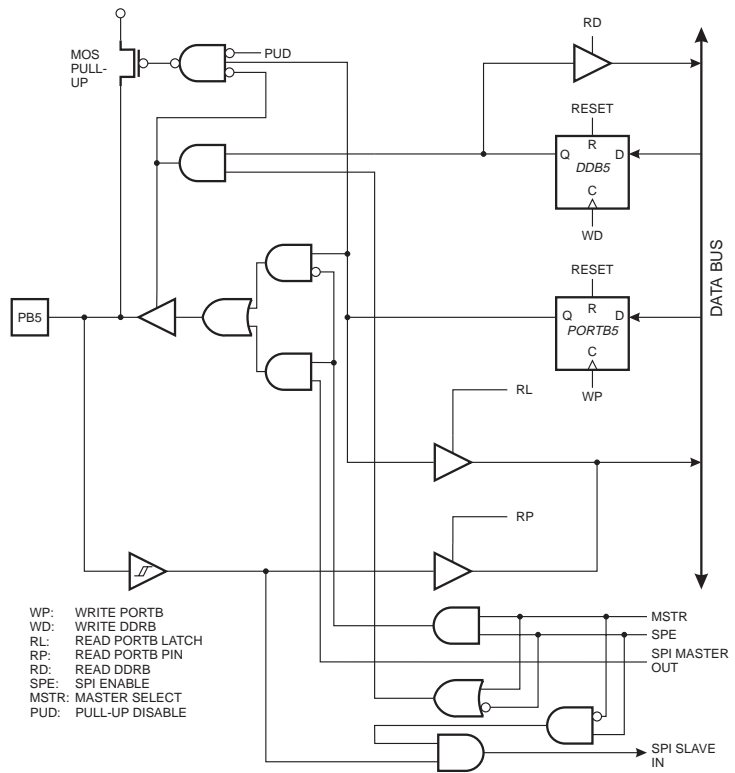 RD
MOS
PULL-
UP
PUD
RESET
R
Q
D
DDB5
C
WD
RESET
R
Q
D
PORTB5
C
WP
DATA BUS
PB5
RL
RP
WP: WRITE PORTB
WD: WRITE DDRB
RL: READ PORTB LATCH
RP: READ PORTB PIN
RD: READ DDRB
SPE: SPI ENABLE
MSTR: MASTER SELECT
PUD: PULL-UP DISABLE
MSTR
SPE
SPI MASTER
OUT
SPI SLAVE
IN